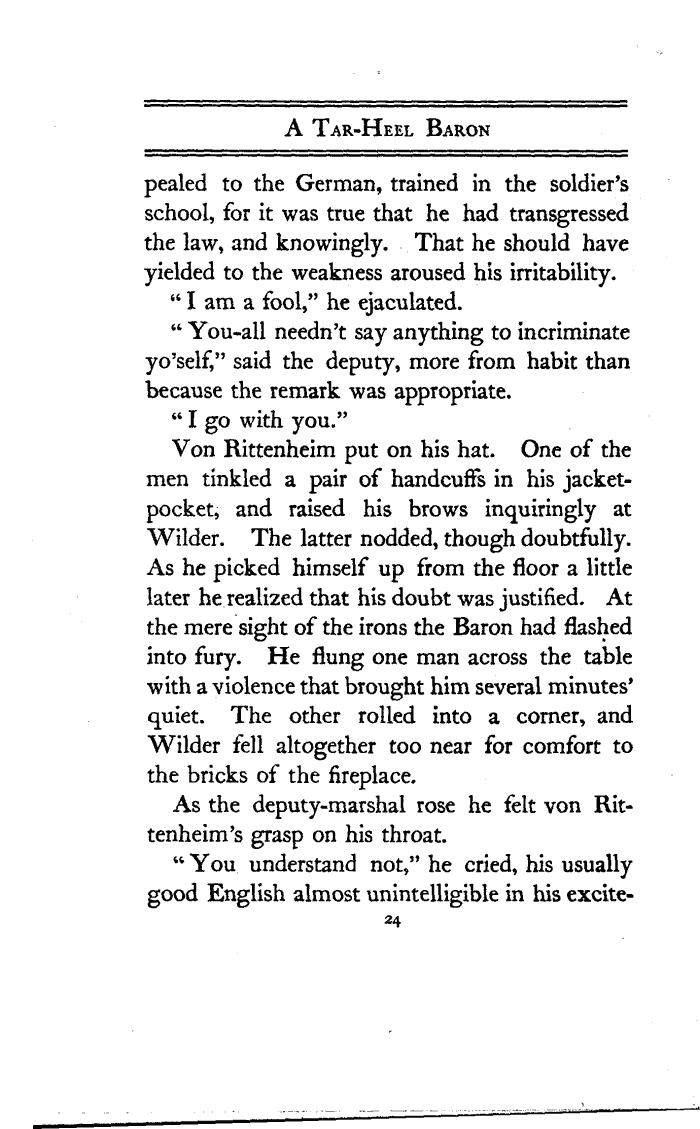 A Tar-Heel Baron
pealed to the German, trained in the soldier's
school, for it was true that he had transgressed
the law, and knowingly. That he should have
yielded to the weakness aroused his irritability.
“I am a fool,” he ejaculated.
“You-all needn't say anything to incriminate
yo'self,” said the deputy, more from habit than
because the remark was appropriate.
“I go with you.”
Von Rittenheim put on his hat. One of the
men tinkled a pair of handcuffs in his jacket-
pocket, and raised his brows inquiringly at
Wilder. The latter nodded, though doubtfully.
As he picked himself up from the floor a little
later he realized that his doubt was justified. At
the mere sight of the irons the Baron had flashed
into fury. He flung one man across the table
with a violence that brought him several minutes'
quiet. The other rolled into a corner, and
Wilder fell altogether too near for comfort to
the bricks of the fireplace.
As the deputy-marshal rose he felt von Rit-
tenheim's grasp on his throat.
“You understand not,” he cried, his usually
good English almost unintelligible in his excite-
24